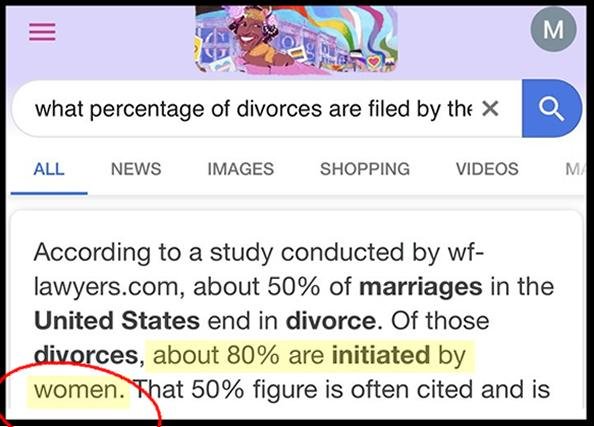 M
what percentage of divorces are filed by the
ALL NEWS IMAGES SHOPPING VIDEOS
According to a study conducted by wf-
lawyers.com, about 50% of marriages in the
United States end in divorce. Of those
divorces, about 80% are initiated by
women. That 50% figure is often cited and is